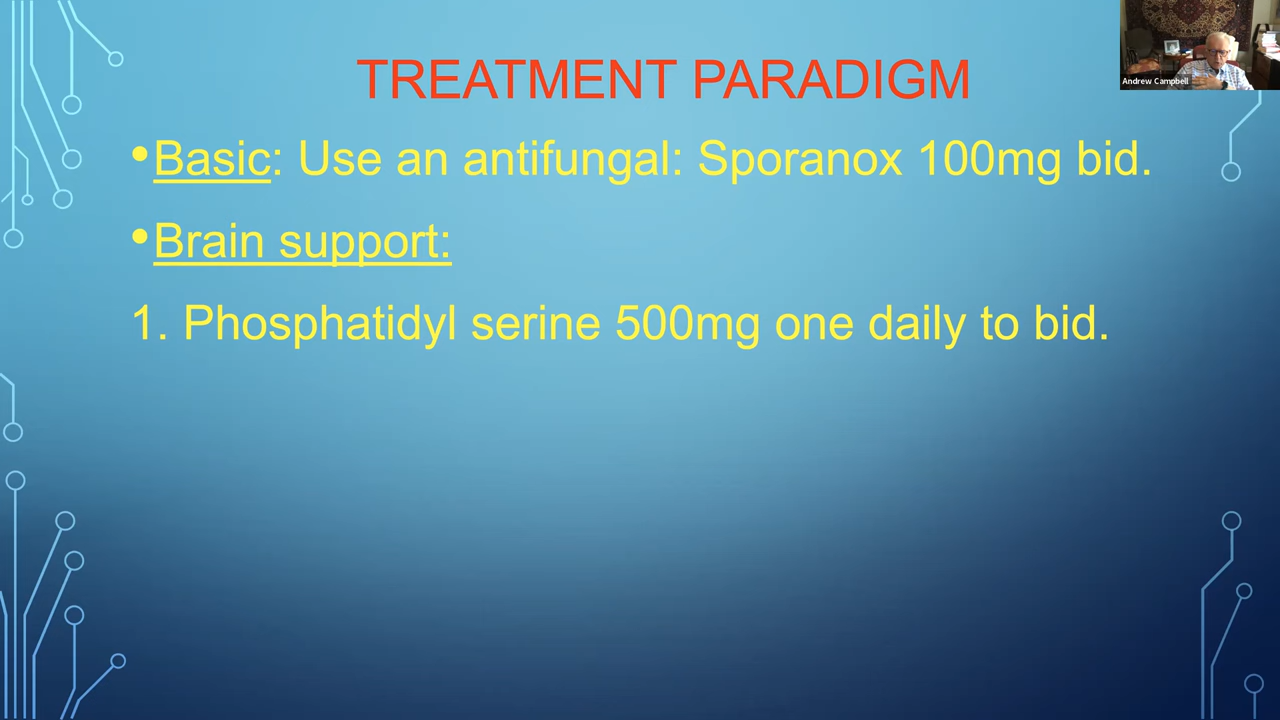 TREATMENT PARADIGM
Andrew Campbell
•Basic: Use an antifungal: Sporanox 100mg bid.
•Brain support:
1. Phosphatidyl serine 500mg one daily to bid.